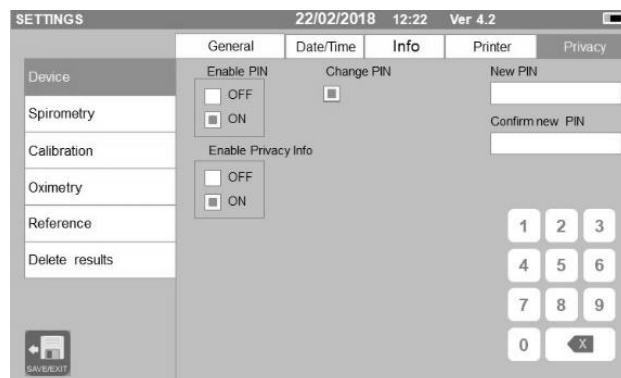 SETTINGS 22/02/2018 12:22 Ver 4.2
General Date/Time Info Printer Privacy
Device
Spirometry
Calibration
Oximetry
Reference
Delete results
Enable PIN
OFF
ON
Change PIN
New PIN
Confirm new PIN
Enable Privacy Info
OFF
ON
1 2 3
4 5 6
7 8 9
0 X
SAVE/EXIT